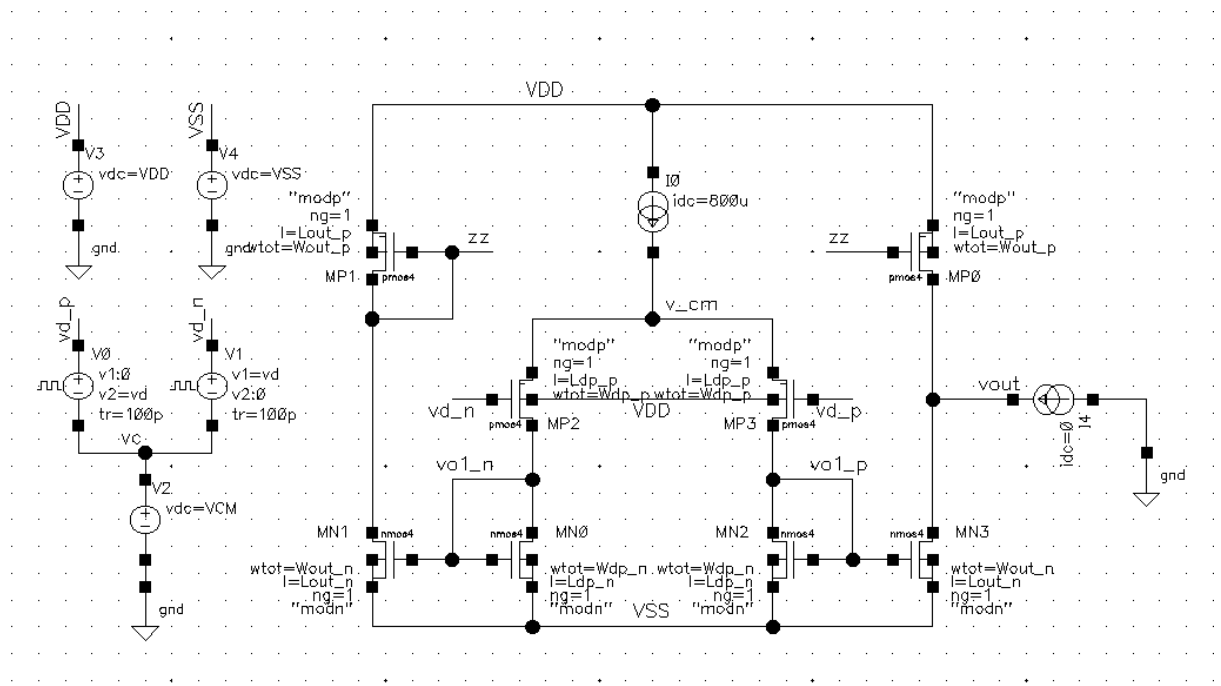 VDD
VDD
VSS
V3
vdc=VDD
gnd
V4
vdc=VSS
gnd
"modp"
ng=1
l=Lout_p
wtot=Wout_p
MP1
pmos4
zz
I0
idc=800u
zz
"modp"
ng=1
l=Lout_p
wtot=Wout_p
MP0
pmos4
v_cm
vd_p
V0
v1:0
v2=vd
tr=100p
vd_n
V1
v1=vd
v2:0
tr=100p
vc
V2
vdc=VCM
gnd
"modp"
ng=1
l=Ldp_p
wtot=Wdp_p
vd_n
pmos4
MP2
VDD
"modp"
ng=1
l=Ldp_p
wtot=Wdp_p
vd_p
MP3
pmos4
vout
idc=0
I4
gnd
vo1_n
vo1_p
MN1
nmos4
wtot=Wout_n
l=Lout_n
ng=1
"modn"
nmos4
MN0
wtot=Wdp_n
l=Ldp_n
ng=1
"modn"
MN2
nmos4
wtot=Wdp_n
l=Ldp_n
ng=1
"modn"
nmos4
MN3
wtot=Wout_n
l=Lout_n
ng=1
"modn"
VSS